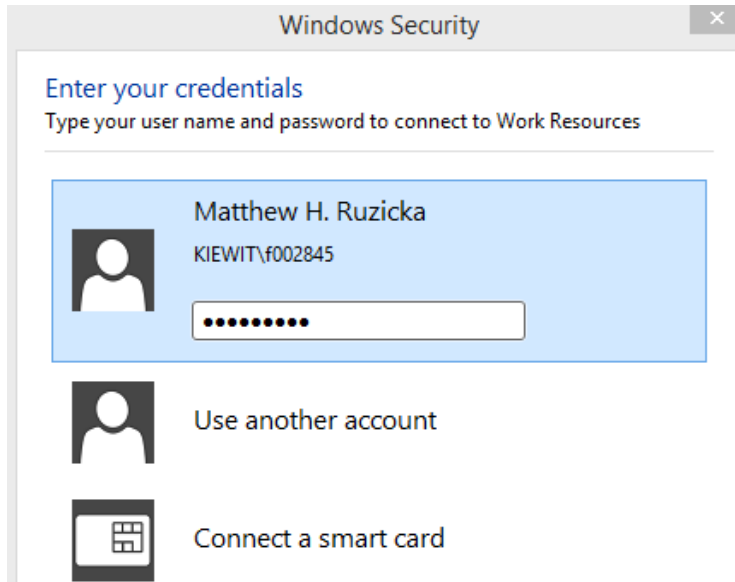 Windows Security
Enter your credentials
Type your user name and password to connect to Work Resources
Matthew H. Ruzicka
KIEWIT\f002845
•••••••••
Use another account
Connect a smart card